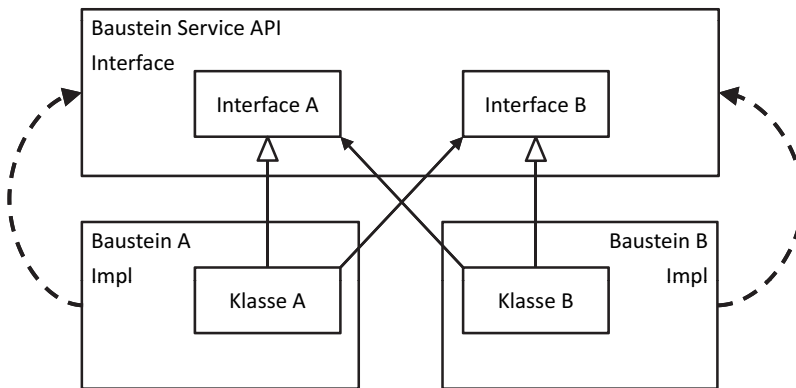 Baustein Service API
Interface
Interface A
Interface B
Baustein A
Impl
Klasse A
Baustein B
Impl
Klasse B